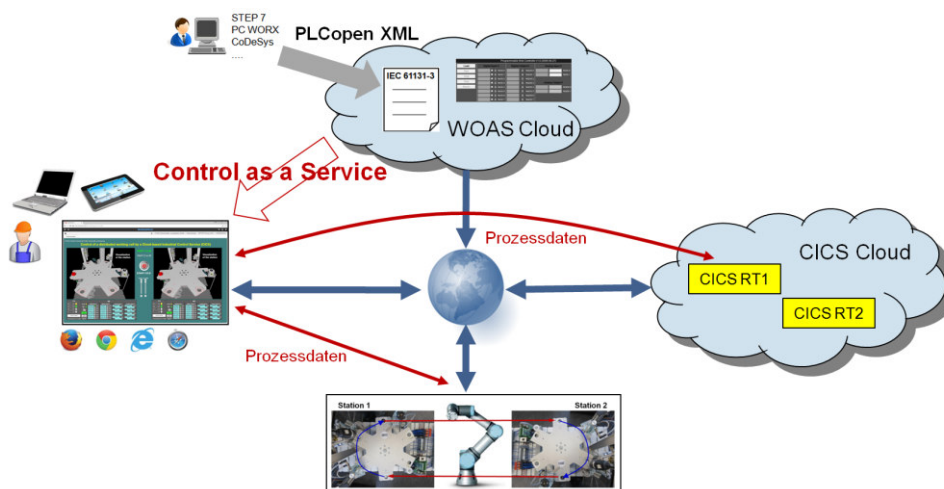 STEP 7
PC WORX
CoDeSys
....
PLCopen XML
IEC 61131-3
WOAS Cloud
Control as a Service
Prozessdaten
CICS Cloud
CICS RT1
CICS RT2
Prozessdaten
Station 1
Station 2